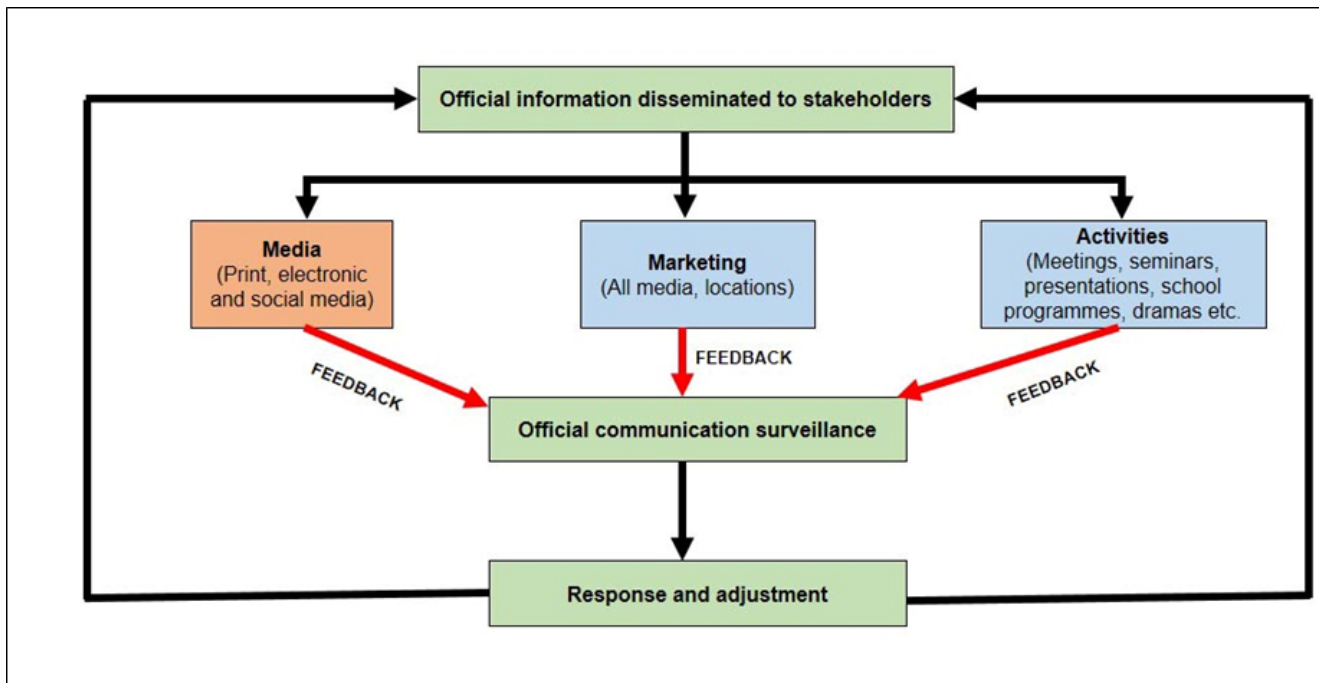 Official information disseminated to stakeholders
Media
(Print, electronic
and social media)
Marketing
(All media, locations)
Activities
(Meetings, seminars,
presentations, school
programmes, dramas etc.
FEEDBACK
FEEDBACK
FEEDBACK
Official communication surveillance
Response and adjustment